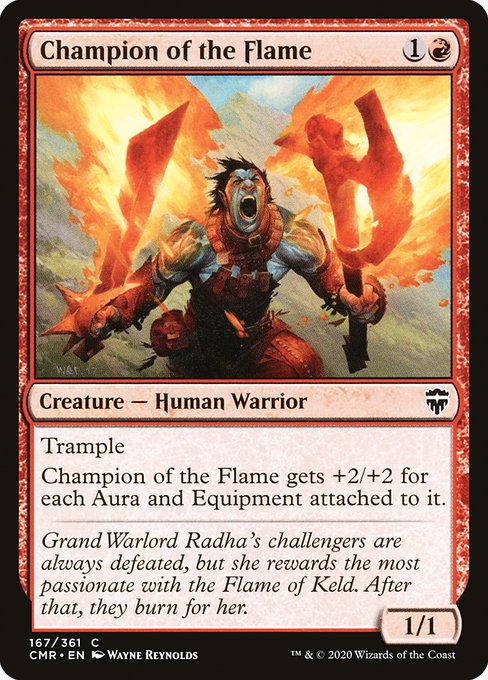 Champion of the Flame 1
Creature — Human Warrior
Trample
Champion of the Flame gets +2/+2 for
each Aura and Equipment attached to it.
Grand Warlord Radha's challengers are
always defeated, but she rewards the most
passionate with the Flame of Keld. After
that, they burn for her.
1/1
167/361 C
CMR • EN Wayne Reynolds
™ & © 2020 Wizards of the Coast